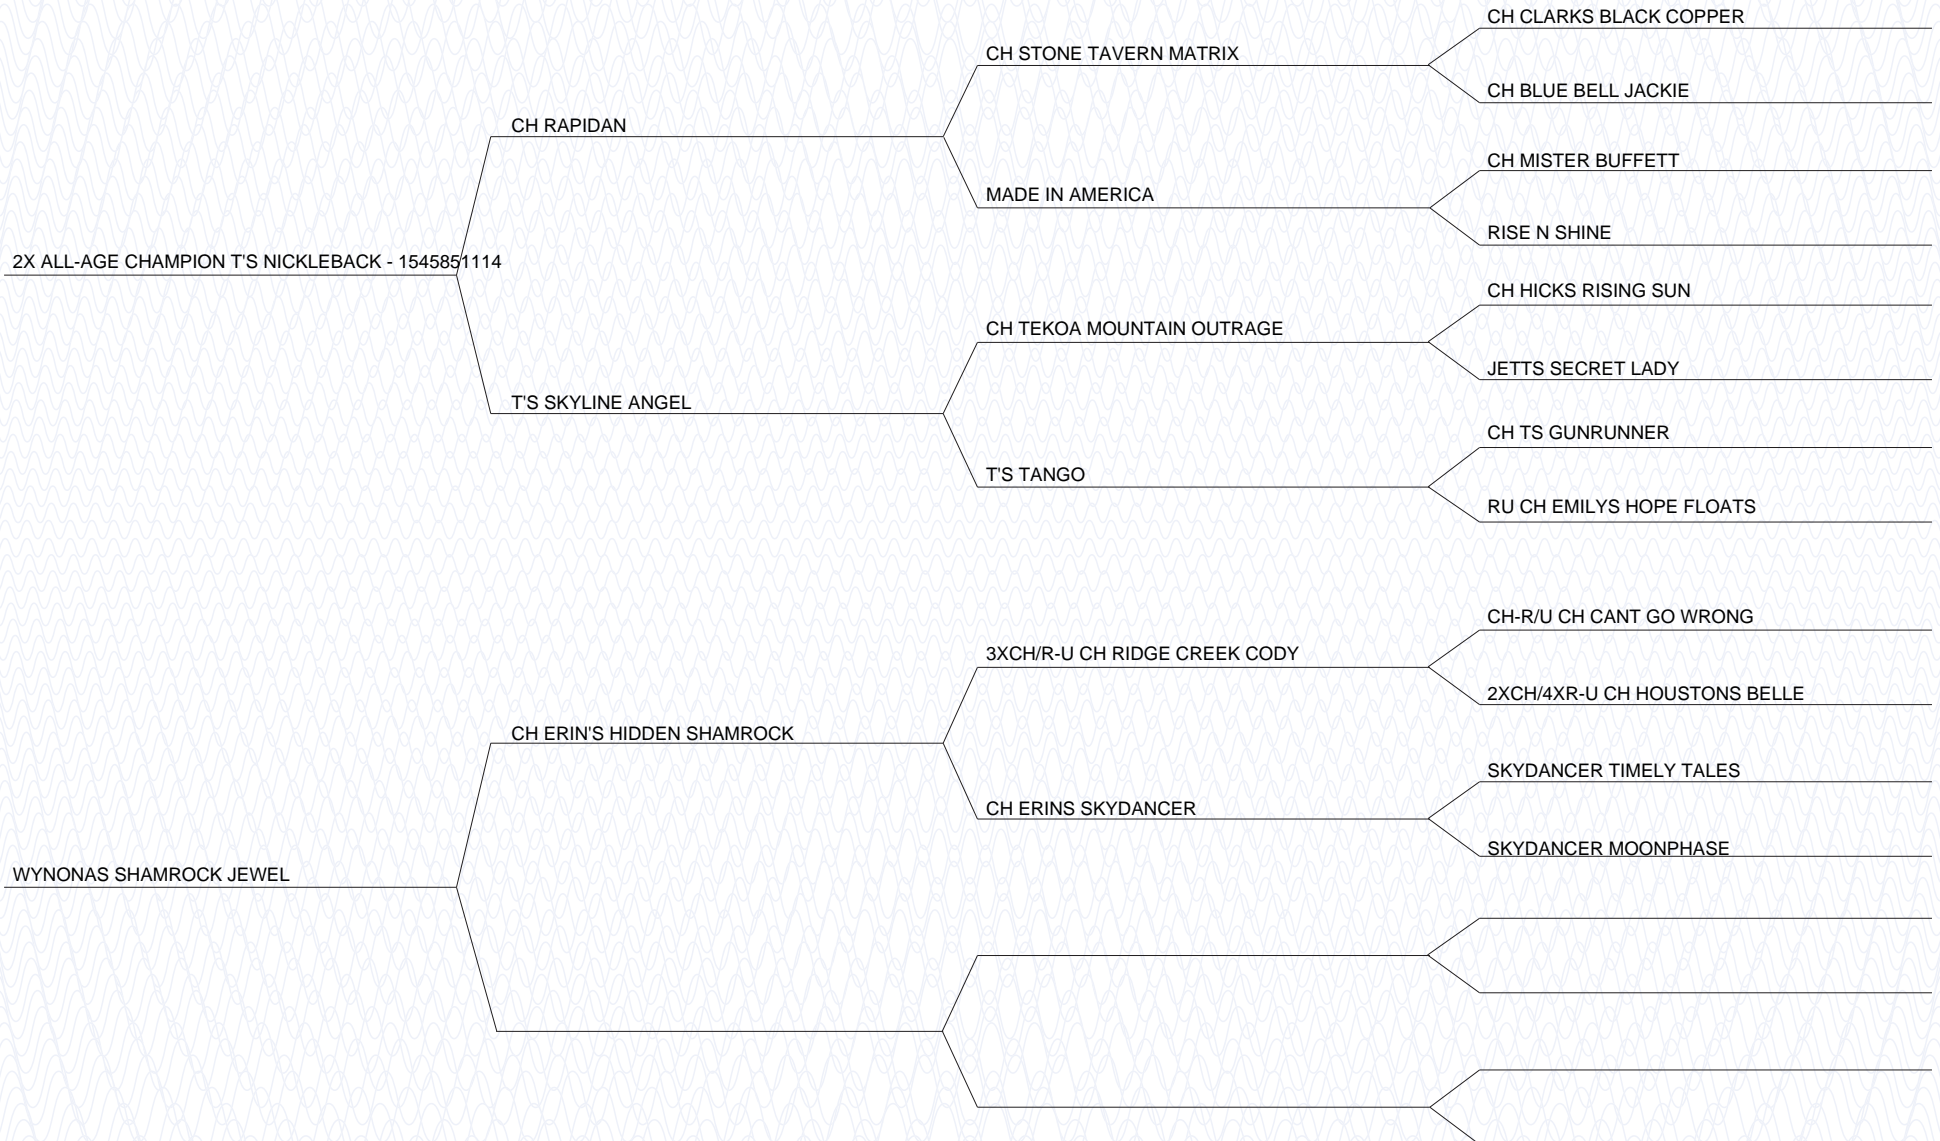 CH CLARKS BLACK COPPER
CH STONE TAVERN MATRIX
CH BLUE BELL JACKIE
CH RAPIDAN
CH MISTER BUFFETT
MADE IN AMERICA
RISE N SHINE
2X ALL-AGE CHAMPION T'S NICKLEBACK - 1545851114
CH HICKS RISING SUN
CH TEKOA MOUNTAIN OUTRAGE
JETTS SECRET LADY
T'S SKYLINE ANGEL
CH TS GUNRUNNER
T'S TANGO
RU CH EMILYS HOPE FLOATS
CH-R/U CH CANT GO WRONG
3XCH/R-U CH RIDGE CREEK CODY
2XCH/4XR-U CH HOUSTONS BELLE
CH ERIN'S HIDDEN SHAMROCK
SKYDANCER TIMELY TALES
CH ERINS SKYDANCER
SKYDANCER MOONPHASE
WYNONAS SHAMROCK JEWEL